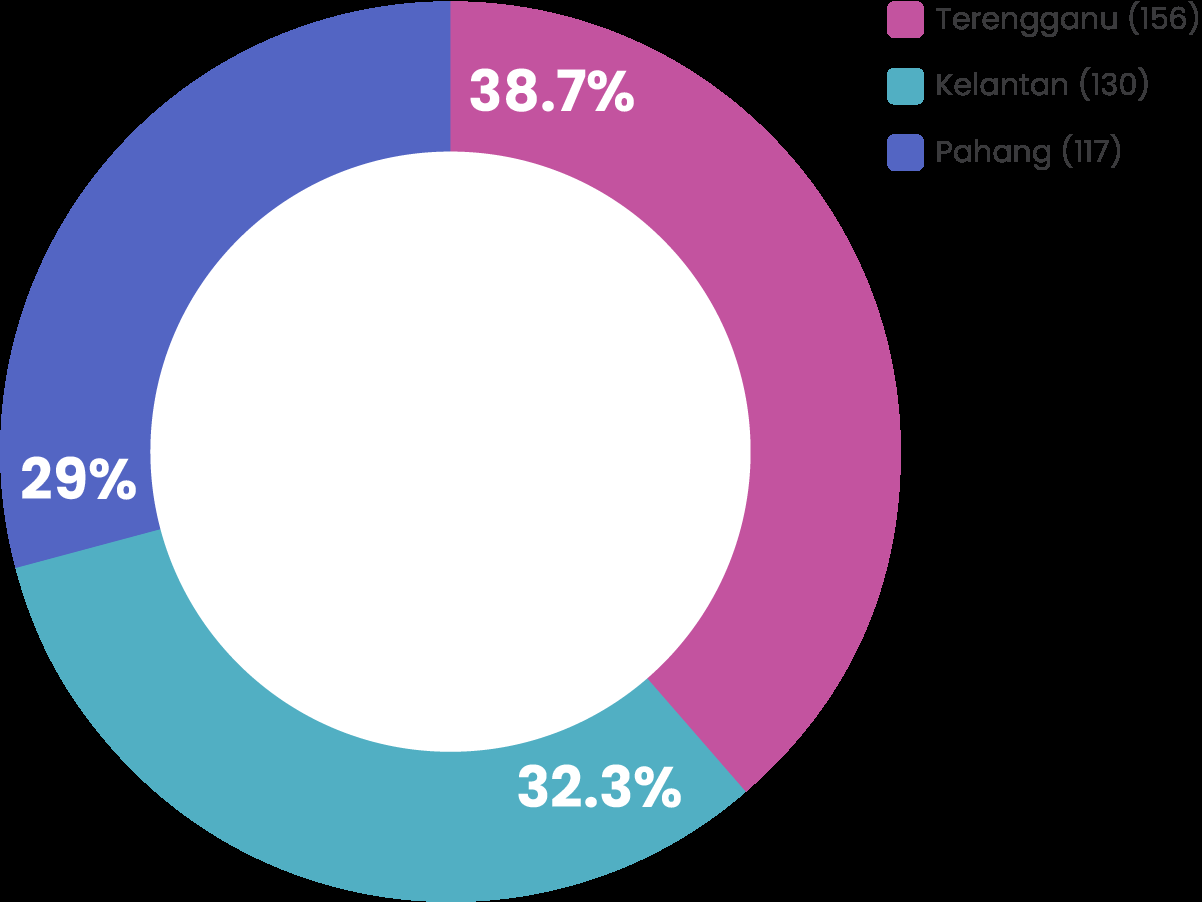 Terengganu (156)
Kelantan (130)
Pahang (117)
38.7%
29%
32.3%